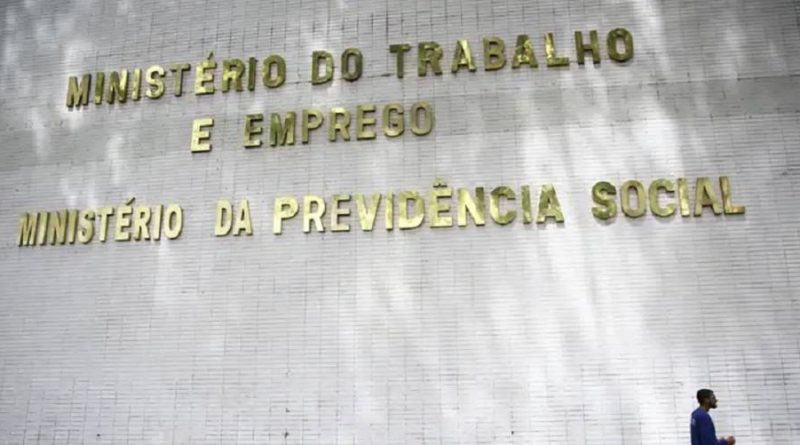 MINISTÉRIO DO TRABALHO
E EMPREGO
MINISTÉRIO DA PREVIDÊNCIA SOCIAL